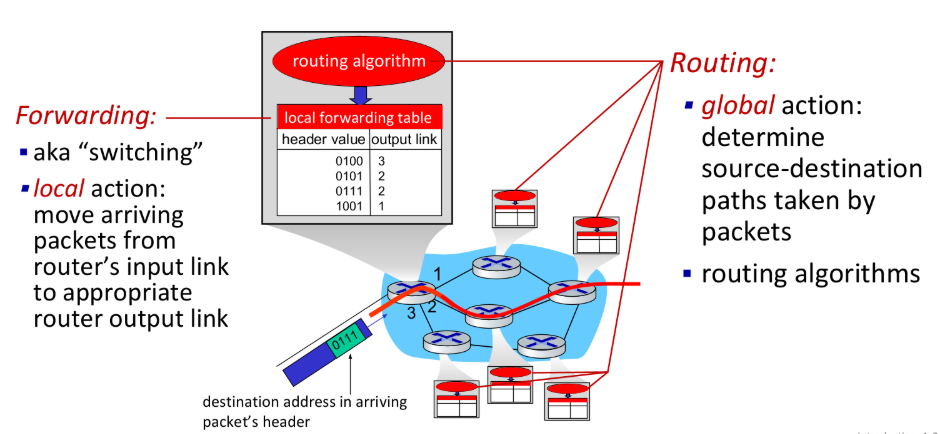 routing algorithm
local forwarding table
header value output link
0100 3
0101 2
0111 2
1001 1
Forwarding:
aka “switching”
local action:
move arriving
packets from
router’s input link
to appropriate
router output link
Routing:
global action:
determine
source-destination
paths taken by
packets
routing algorithms
1
2
3
0111
destination address in arriving
packet’s header